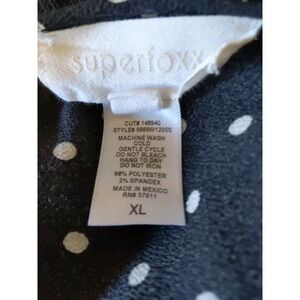 superfoxx
CUT# 148940
STYLE# 5689W1205S
MACHINE WASH
COLD
GENTLE CYCLE
DO NOT BLEACH
HANG TO DRY
DO NOT IRON
98% POLYESTER
2% SPANDEX
MADE IN MEXICO
RN# 57911
XL